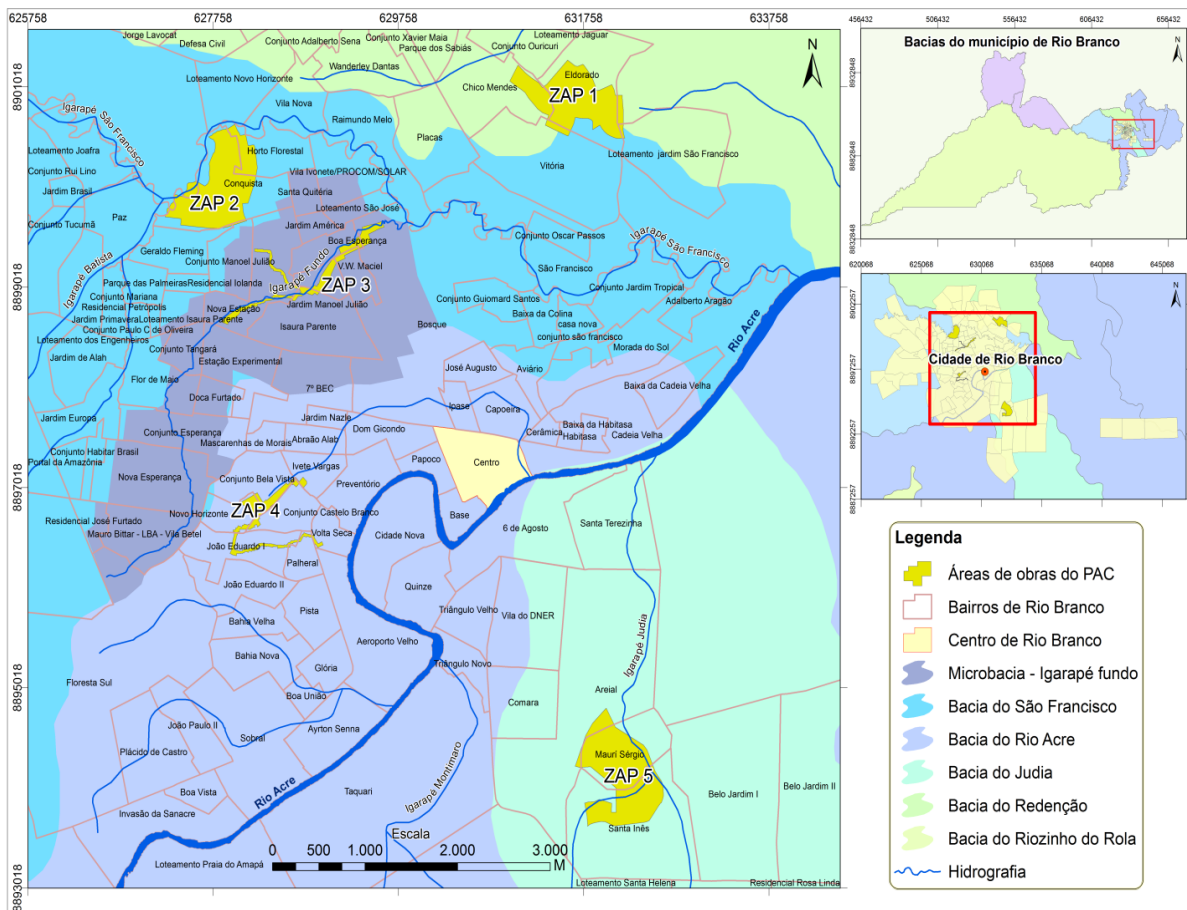 625758
627758
629758
631758
633758
8901018
8899018
8897018
8895018
8893018
Jorge Lavocat
Defesa Civil
Conjunto Adalberto Sena
Conjunto Xavier Maia
Parque dos Sabiás
Loteamento Jaguar
Conjunto Ouricuri
Wanderley Dantas
Loteamento Novo Horizonte
Eldorado
Chico Mendes
ZAP 1
N
Igarapé São Francisco
Vila Nova
Raimundo Melo
Placas
Loteamento Joafra
Horto Florestal
Vitória
Loteamento jardim São Francisco
Conjunto Rui Lino
Vila Ivonete/PROCOM/SOLAR
Conquista
Jardim Brasil
Santa Quitéria
ZAP 2
Loteamento São José
Paz
Conjunto Tucumã
Jardim América
Igarapé São Francisco
Conjunto Oscar Passos
Boa Esperança
Geraldo Fleming
Igarapé Batista
Conjunto Manoel Julião
Igarapé Fundo
V.W. Maciel
São Francisco
Parque das Palmeiras
Residencial Iolanda
ZAP 3
Conjunto Jardim Tropical
Conjunto Mariana
Conjunto Guiomard Santos
Adalberto Aragão
Residencial Petrópolis
Nova Estação
Jardim Manoel Julião
Baixa da Colina
Jardim Primavera
Loteamento Isaura Parente
Rio Acre
Conjunto Paulo C de Oliveira
Isaura Parente
Bosque
casa nova
Loteamento dos Engenheiros
conjunto são francisco
Conjunto Tangará
Morada do Sol
Jardim de Alah
Estação Experimental
José Augusto
Aviário
Flor de Maio
7º BEC
Baixa da Cadeia Velha
Doca Furtado
Ipase
Capoeira
Jardim Europa
Jardim Nazle
Dom Gicondo
Cerâmica
Baixa da Habitasa
Conjunto Esperança
Habitasa
Cadeia Velha
Mascarenhas de Morais
Abraão Alab
Conjunto Habitar Brasil
Portal da Amazônia
Ivete Vargas
Papoco
Centro
Nova Esperança
Conjunto Bela Vista
Preventório
ZAP 4
Residencial José Furtado
Novo Horizonte
Conjunto Castelo Branco
Base
6 de Agosto
Santa Terezinha
Mauro Bittar - LBA - Vila Betel
Volta Seca
Cidade Nova
João Eduardo I
Palheral
João Eduardo II
Quinze
Pista
Triângulo Velho
Vila do DNER
Bahia Velha
Aeroporto Velho
Igarapé Judia
Bahia Nova
Glória
Triângulo Novo
Floresta Sul
Boa União
Areial
Comara
João Paulo II
Ayrton Senna
Sobral
Plácido de Castro
Mauri Sérgio
ZAP 5
Igarapé Montimaro
Rio Acre
Boa Vista
Taquari
Belo Jardim I
Belo Jardim II
Invasão da Sanacre
Santa Inês
Escala
Loteamento Praia do Amapá
0 500 1.000 2.000 3.000
M
Loteamento Santa Helena
Residencial Rosa Linda
456432
506432
556432
606432
656432
Bacias do município de Rio Branco
N
8932848
8882848
8832848
620068
625068
630068
635068
640068
645068
8902257
8897257
8892257
8887257
N
Cidade de Rio Branco
Legenda
Áreas de obras do PAC
Bairros de Rio Branco
Centro de Rio Branco
Microbacia - Igarapé fundo
Bacia do São Francisco
Bacia do Rio Acre
Bacia do Judia
Bacia do Redenção
Bacia do Riozinho do Rola
Hidrografia